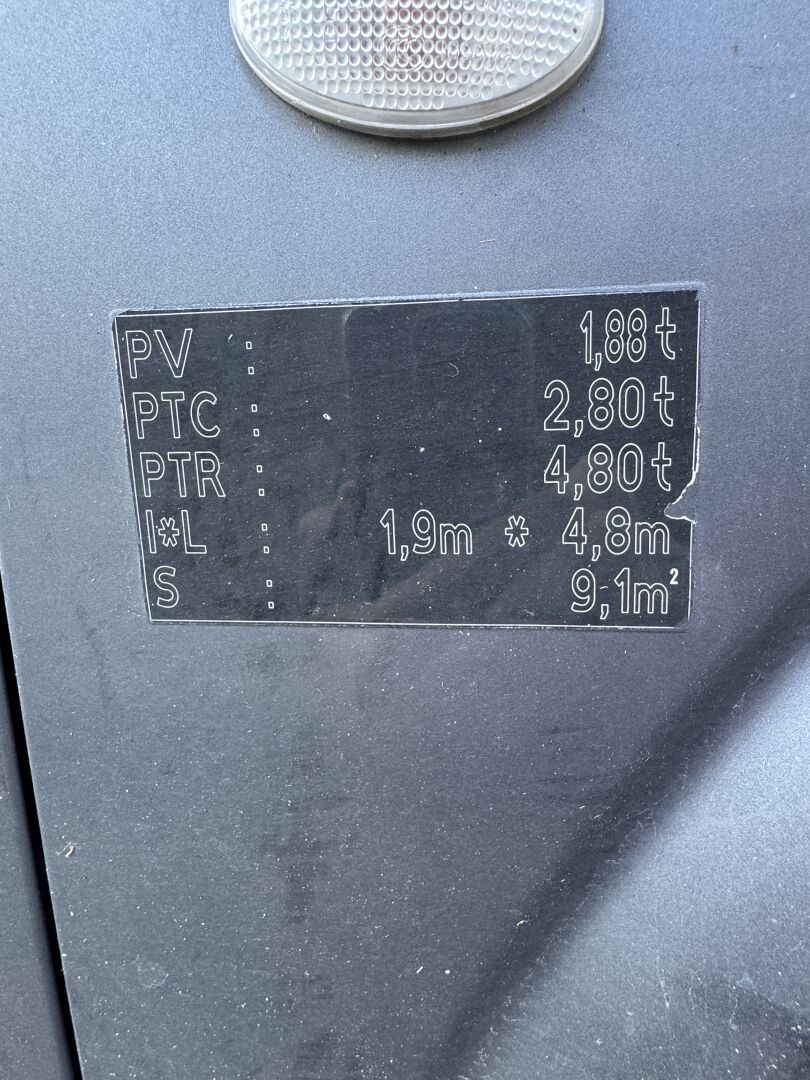 PV : 1,88 t
PTC : 2,80 t
PTR : 4,80 t
l*L : 1,9m * 4,8m
S : 9,1m²